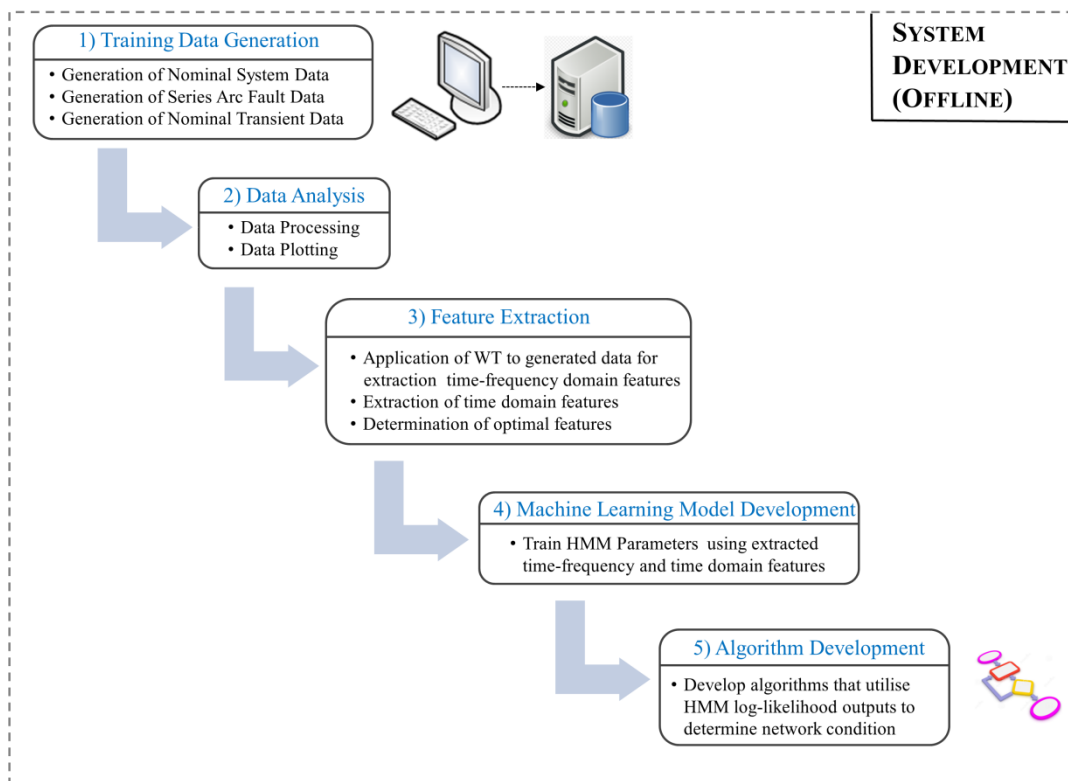 SYSTEM
DEVELOPMENT
(OFFLINE)
1) Training Data Generation
• Generation of Nominal System Data
• Generation of Series Arc Fault Data
• Generation of Nominal Transient Data
2) Data Analysis
• Data Processing
• Data Plotting
3) Feature Extraction
• Application of WT to generated data for
extraction time-frequency domain features
• Extraction of time domain features
• Determination of optimal features
4) Machine Learning Model Development
• Train HMM Parameters using extracted
time-frequency and time domain features
5) Algorithm Development
• Develop algorithms that utilise
HMM log-likelihood outputs to
determine network condition